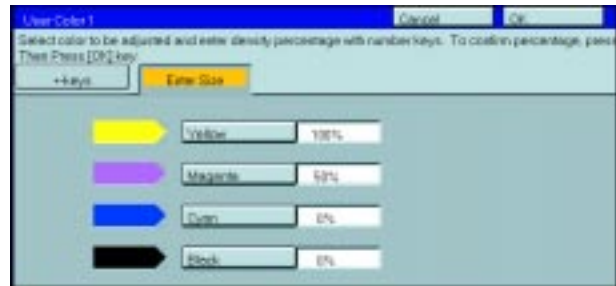 User Color 1
Cancel
OK
Select color to be adjusted and enter density percentage with number keys. To confirm percentage, press
Then Press [OK] key.
+-keys
Enter Size
Yellow 100%
Magenta 50%
Cyan 0%
Black 0%